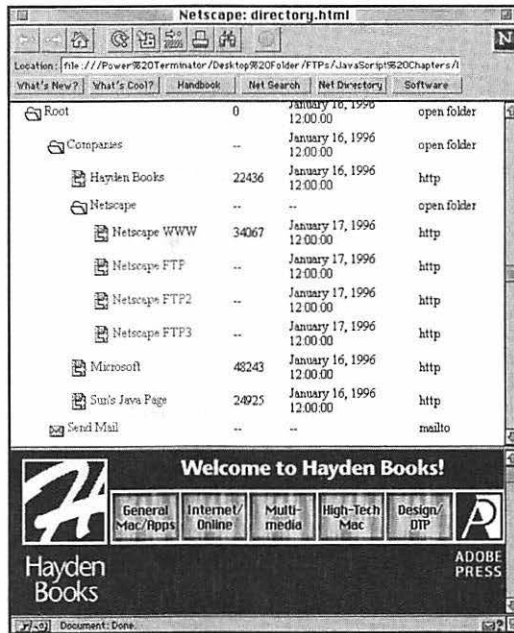 Netscape: directory.html
Location: file:///Power%20Terminator/Desktop%20Folder/FTPs/JavaScript%20Chapters/
What's New? What's Cool? Handbook Net Search Net Directory Software
Root 0 January 16, 1996 12:00:00 open folder
Companies -- January 16, 1996 12:00:00 open folder
Hayden Books 22436 January 16, 1996 12:00:00 http
Netscape -- -- open folder
Netscape WWW 34067 January 17, 1996 12:00:00 http
Netscape FTP -- January 17, 1996 12:00:00 http
Netscape FTP2 -- January 17, 1996 12:00:00 http
Netscape FTP3 -- January 17, 1996 12:00:00 http
Microsoft 48243 January 16, 1996 12:00:00 http
Sun's Java Page 24925 January 16, 1996 12:00:00 http
Send Mail -- -- mailto
Welcome to Hayden Books!
General Mac/Apps Internet/Online Multi-media High-Tech Mac Design/DTP
Hayden Books
ADOBE PRESS
Document: Done.